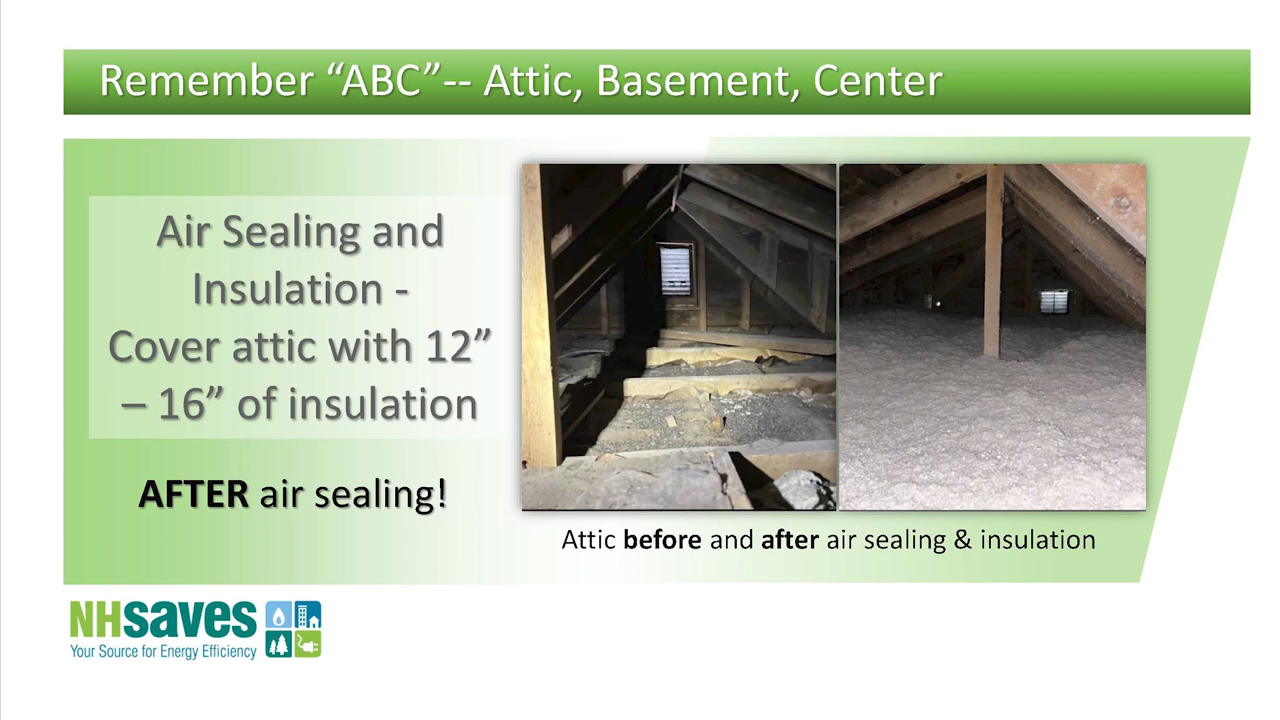 Remember “ABC”-- Attic, Basement, Center
Air Sealing and
Insulation -
Cover attic with 12”
– 16” of insulation
AFTER air sealing!
Attic before and after air sealing & insulation
NHsaves
Your Source for Energy Efficiency